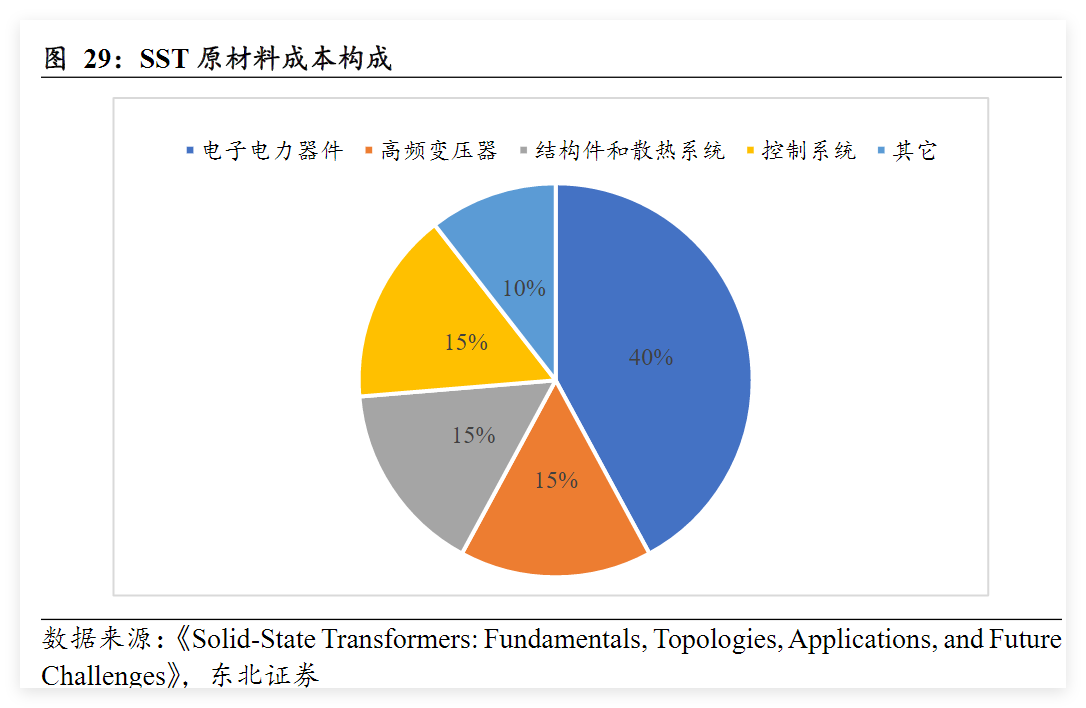 图 29：SST 原材料成本构成
电子电力器件 高频变压器 结构件和散热系统 控制系统 其它
10%
40%
15%
15%
15%
数据来源：《Solid-State Transformers: Fundamentals, Topologies, Applications, and Future
Challenges》，东北证券